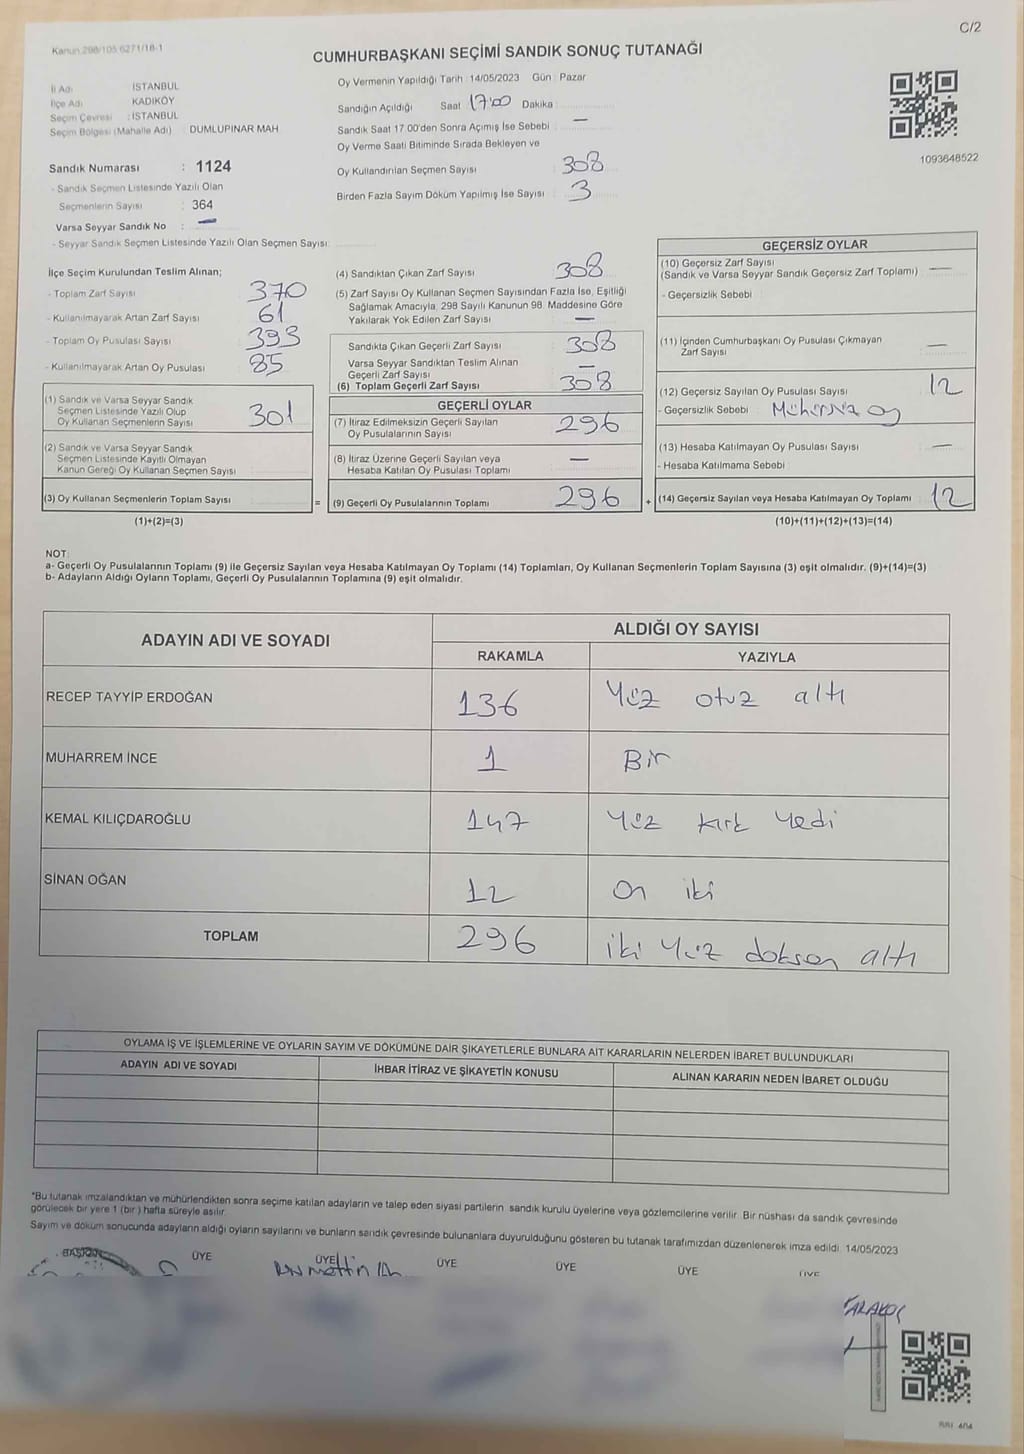 C/2
Kanun 298/105 6271/18-1
CUMHURBAŞKANI SEÇİMİ SANDIK SONUÇ TUTANAĞI
İl Adı İSTANBUL
İlçe Adı KADIKÖY
Seçim Çevresi : İSTANBUL
Seçim Bölgesi (Mahalle Adı) : DUMLUPINAR MAH.
Oy Vermenin Yapıldığı Tarih : 14/05/2023 Gün : Pazar
Sandığın Açıldığı Saat 17:00 Dakika :
Sandık Saat 17.00'den Sonra Açımış İse Sebebi : —
Oy Verme Saati Bitiminde Sırada Bekleyen ve
Oy Kullandırılan Seçmen Sayısı : 308
Birden Fazla Sayım Döküm Yapılmış İse Sayısı : 3
1093648522
Sandık Numarası : 1124
- Sandık Seçmen Listesinde Yazılı Olan
Seçmenlerin Sayısı : 364
Varsa Seyyar Sandık No : —
- Seyyar Sandık Seçmen Listesinde Yazılı Olan Seçmen Sayısı:
İlçe Seçim Kurulundan Teslim Alınan;
- Toplam Zarf Sayısı 370
- Kullanılmayarak Artan Zarf Sayısı 61
- Toplam Oy Pusulası Sayısı 393
- Kullanılmayarak Artan Oy Pusulası 85
(1) Sandık ve Varsa Seyyar Sandık
Seçmen Listesinde Yazılı Olup
Oy Kullanan Seçmenlerin Sayısı 301
(2) Sandık ve Varsa Seyyar Sandık
Seçmen Listesinde Kayıtlı Olmayan
Kanun Gereği Oy Kullanan Seçmen Sayısı
(3) Oy Kullanan Seçmenlerin Toplam Sayısı =
(1)+(2)=(3)
(4) Sandıktan Çıkan Zarf Sayısı 308
(5) Zarf Sayısı Oy Kullanan Seçmen Sayısından Fazla İse, Eşitliği
Sağlamak Amacıyla, 298 Sayılı Kanunun 98. Maddesine Göre
Yakılarak Yok Edilen Zarf Sayısı —
Sandıkta Çıkan Geçerli Zarf Sayısı 308
Varsa Seyyar Sandıktan Teslim Alınan
Geçerli Zarf Sayısı —
(6) Toplam Geçerli Zarf Sayısı 308
GEÇERLİ OYLAR
(7) İtiraz Edilmeksizin Geçerli Sayılan
Oy Pusulalarının Sayısı 296
(8) İtiraz Üzerine Geçerli Sayılan veya
Hesaba Katılan Oy Pusulası Toplamı —
(9) Geçerli Oy Pusulalarının Toplamı 296 +
GEÇERSİZ OYLAR
(10) Geçersiz Zarf Sayısı
(Sandık ve Varsa Seyyar Sandık Geçersiz Zarf Toplamı) —
- Geçersizlik Sebebi
(11) İçinden Cumhurbaşkanı Oy Pusulası Çıkmayan
Zarf Sayısı —
(12) Geçersiz Sayılan Oy Pusulası Sayısı 12
- Geçersizlik Sebebi Mühürsüz oy
(13) Hesaba Katılmayan Oy Pusulası Sayısı —
- Hesaba Katılmama Sebebi
(14) Geçersiz Sayılan veya Hesaba Katılmayan Oy Toplamı 12
(10)+(11)+(12)+(13)=(14)
NOT:
a- Geçerli Oy Pusulalarının Toplamı (9) ile Geçersiz Sayılan veya Hesaba Katılmayan Oy Toplamı (14) Toplamları, Oy Kullanan Seçmenlerin Toplam Sayısına (3) eşit olmalıdır. (9)+(14)=(3)
b- Adayların Aldığı Oyların Toplamı, Geçerli Oy Pusulalarının Toplamına (9) eşit olmalıdır.
ADAYIN ADI VE SOYADI ALDIĞI OY SAYISI
RAKAMLA YAZIYLA
RECEP TAYYİP ERDOĞAN 136 Yüz otuz altı
MUHARREM İNCE 1 Bir
KEMAL KILIÇDAROĞLU 147 Yüz kırk yedi
SİNAN OĞAN 12 on iki
TOPLAM 296 iki yüz doksan altı
OYLAMA İŞ VE İŞLEMLERİNE VE OYLARIN SAYIM VE DÖKÜMÜNE DAİR ŞİKAYETLERLE BUNLARA AİT KARARLARIN NELERDEN İBARET BULUNDUKLARI
ADAYIN ADI VE SOYADI İHBAR İTİRAZ VE ŞİKAYETİN KONUSU ALINAN KARARIN NEDEN İBARET OLDUĞU
*Bu tutanak imzalandıktan ve mühürlendikten sonra seçime katılan adayların ve talep eden siyasi partilerin sandık kurulu üyelerine veya gözlemcilerine verilir. Bir nüshası da sandık çevresinde
görülecek bir yere 1 (bir ) hafta süreyle asılır.
Sayım ve döküm sonucunda adayların aldığı oyların sayılarını ve bunların sandık çevresinde bulunanlara duyurulduğunu gösteren bu tutanak tarafımızdan düzenlenerek imza edildi. 14/05/2023
BAŞKAN ÜYE ÜYE ÜYE ÜYE ÜYE ÜYE
KARAKOÇ